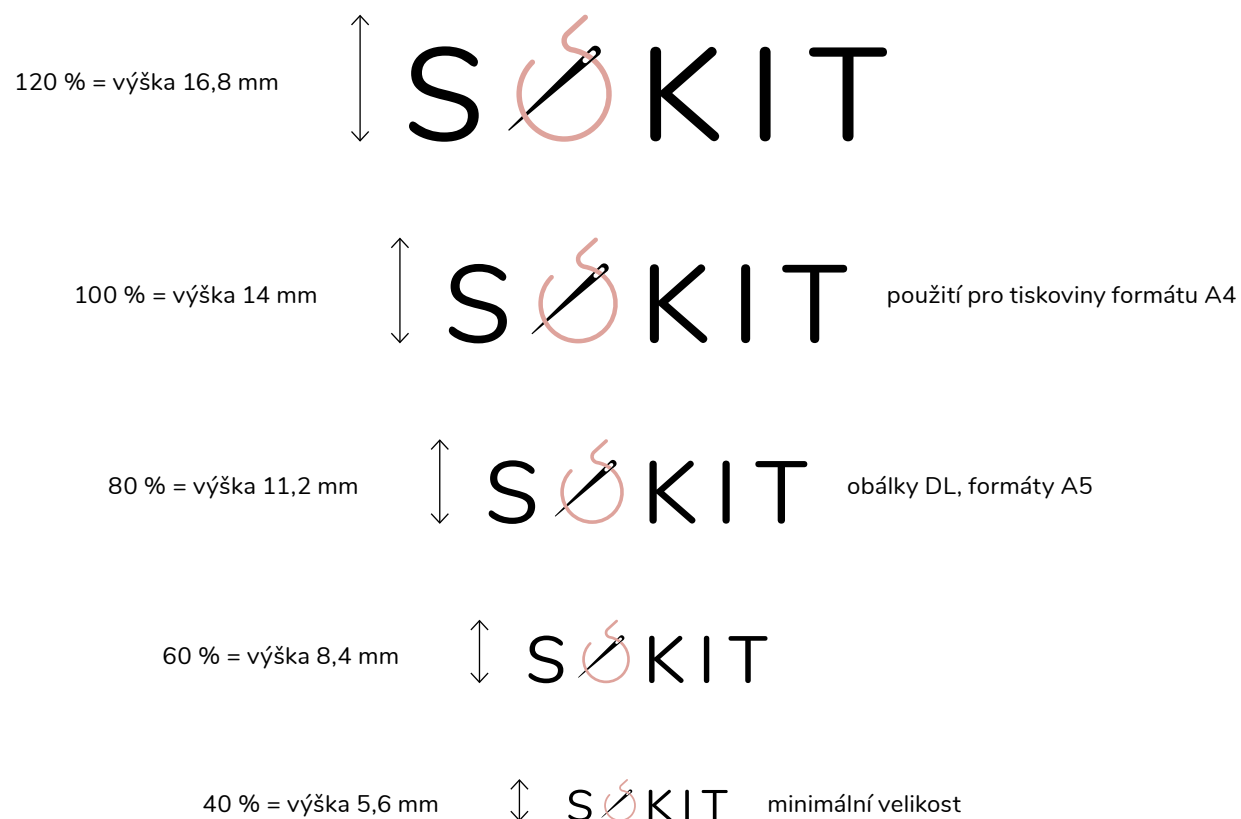 120 % = výška 16,8 mm SOKIT
100 % = výška 14 mm SOKIT použití pro tiskoviny formátu A4
80 % = výška 11,2 mm SOKIT obálky DL, formáty A5
60 % = výška 8,4 mm SOKIT
40 % = výška 5,6 mm SOKIT minimální velikost